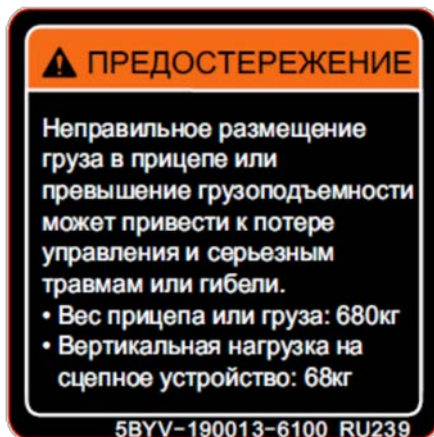 ПРЕДОСТЕРЕЖЕНИЕ
Неправильное размещение
груза в прицепе или
превышение грузоподъемности
может привести к потере
управления и серьезным
травмам или гибели.
• Вес прицепа или груза: 680кг
• Вертикальная нагрузка на
сцепное устройство: 68кг
5BYV-190013-6100 RU239